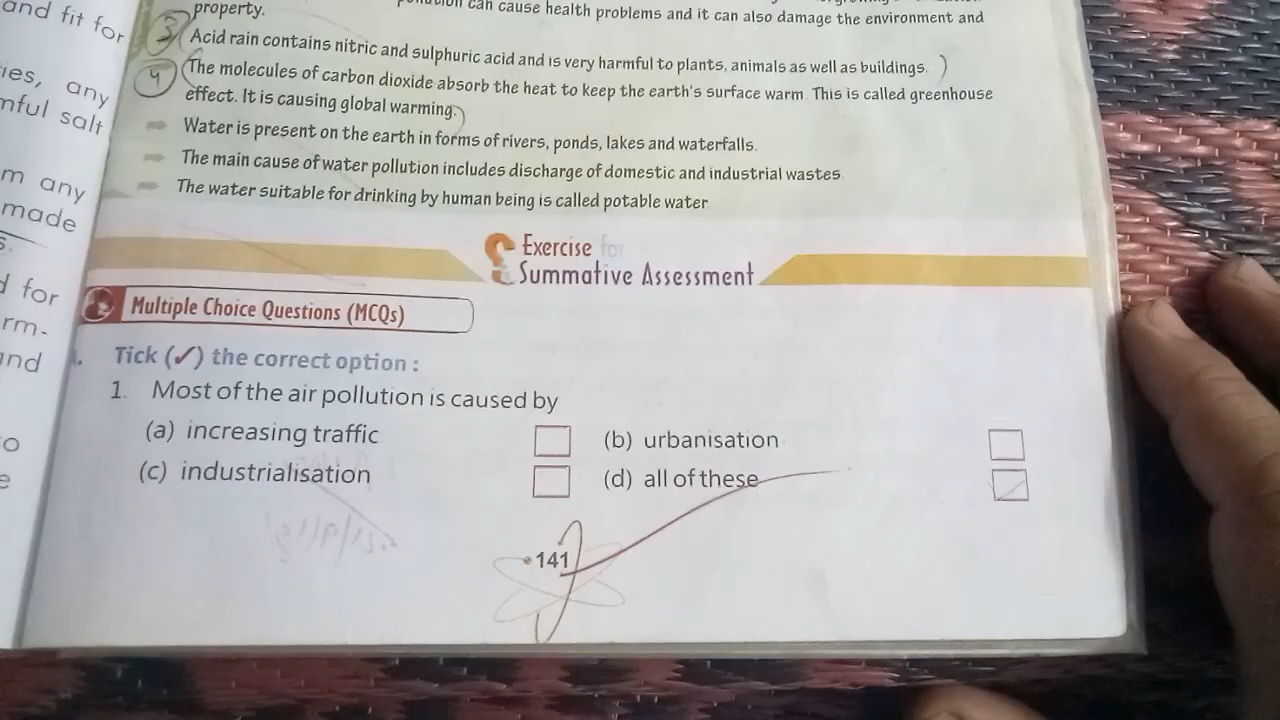 and fit for
ies, any
mful salt
m any
made
s.
d for
rm-
and
can cause health problems and it can also damage the environment and
property.
3 Acid rain contains nitric and sulphuric acid and is very harmful to plants, animals as well as buildings.
4 The molecules of carbon dioxide absorb the heat to keep the earth's surface warm. This is called greenhouse
effect. It is causing global warming.
Water is present on the earth in forms of rivers, ponds, lakes and waterfalls.
The main cause of water pollution includes discharge of domestic and industrial wastes.
The water suitable for drinking by human being is called potable water.
Exercise for
Summative Assessment
Multiple Choice Questions (MCQs)
Tick (✓) the correct option :
1. Most of the air pollution is caused by
(a) increasing traffic (b) urbanisation
(c) industrialisation (d) all of these
141